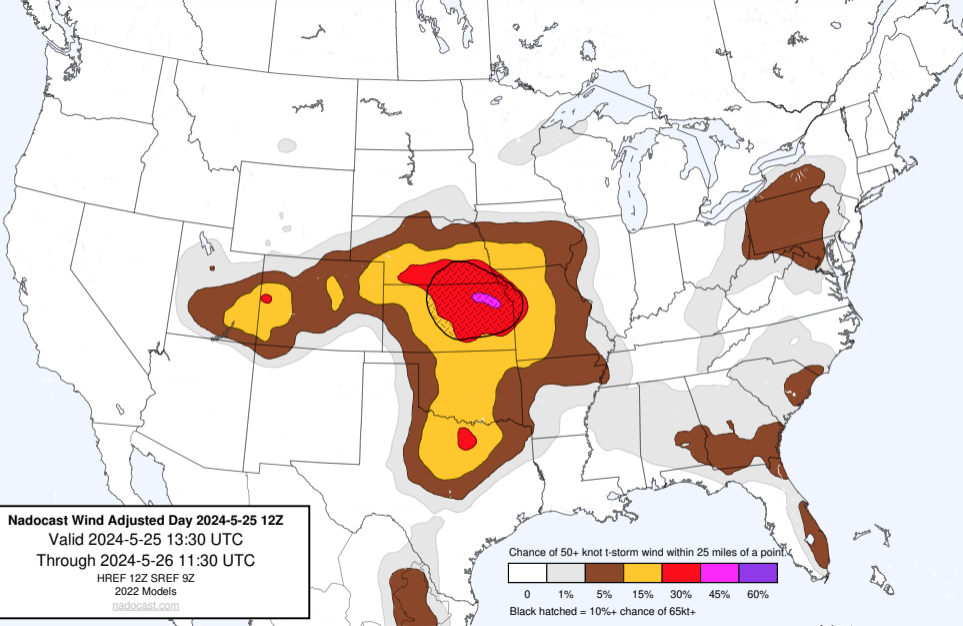 Nadocast Wind Adjusted Day 2024-5-25 12Z
Valid 2024-5-25 13:30 UTC
Through 2024-5-26 11:30 UTC
HREF 12Z SREF 9Z
2022 Models
nadocast.com
Chance of 50+ knot t-storm wind within 25 miles of a point.
0 1% 5% 15% 30% 45% 60%
Black hatched = 10%+ chance of 65kt+